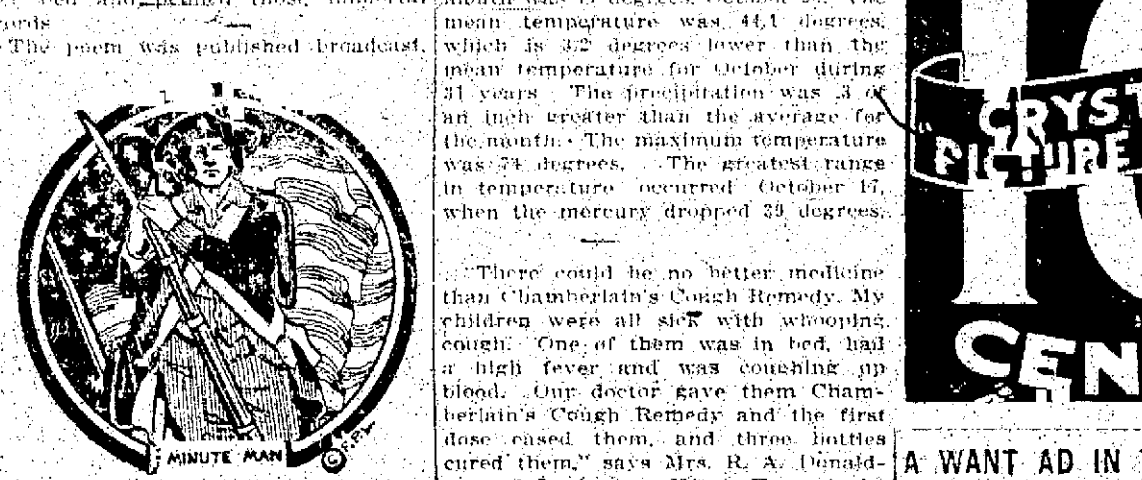 The poem was published broadcast,
MINUTE MAN
©
mean temperature was 44.1 degrees,
which is 3.2 degrees lower than the
mean temperature for October during
31 years. The precipitation was .3 of
an inch greater than the average for
the month. The maximum temperature
was 74 degrees. The greatest range
in temperature occurred October 17,
when the mercury dropped 39 degrees.
"There could be no better medicine
than Chamberlain's Cough Remedy. My
children were all sick with whooping
cough. One of them was in bed, had
a high fever and was coughing up
blood. Our doctor gave them Cham-
berlain's Cough Remedy and the first
dose eased them, and three bottles
cured them," says Mrs. R. A. Donald-
CRYST
PICTURE
CEN
A WANT AD IN